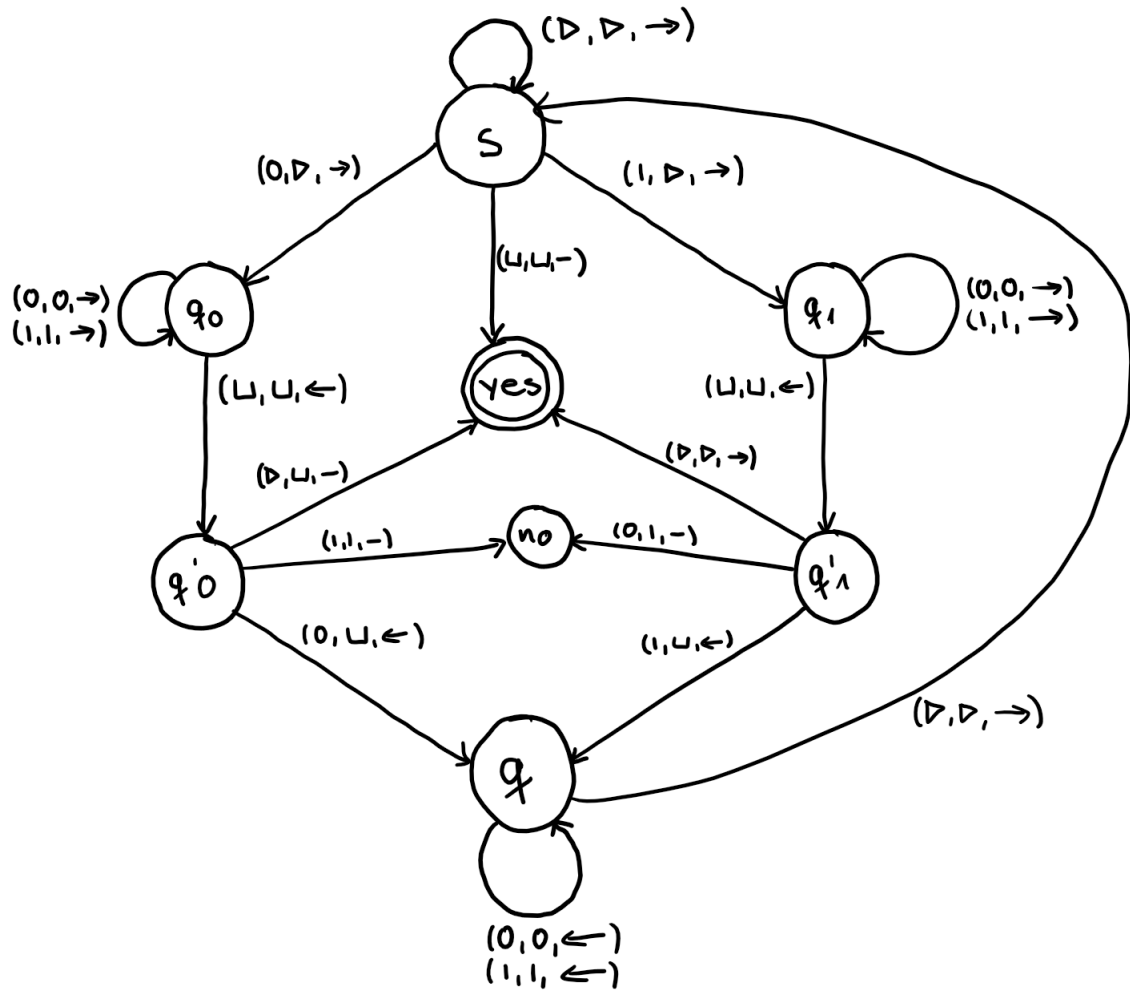 (▷, ▷, →)
S
(0, ▷, →)
(1, ▷, →)
(⊔, ⊔, -)
(0, 0, →)
(1, 1, →)
q0
q1
(0, 0, →)
(1, 1, →)
(⊔, ⊔, ←)
yes
(⊔, ⊔, ←)
(▷, ⊔, -)
(▷, ▷, →)
(1, 1, -)
no
(0, 1, -)
q'0
q'1
(0, ⊔, ←)
(1, ⊔, ←)
(▷, ▷, →)
q
(0, 0, ←)
(1, 1, ←)